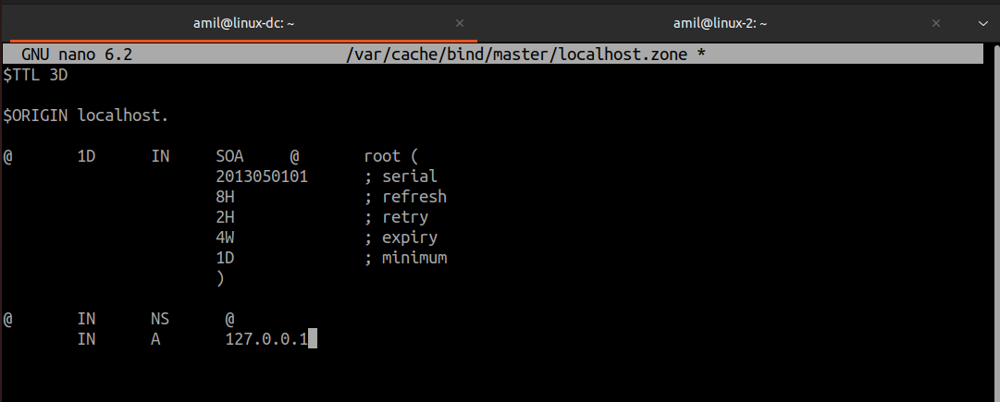 amil@linux-dc: ~ × amil@linux-2: ~ ×
GNU nano 6.2 /var/cache/bind/master/localhost.zone *
$TTL 3D
$ORIGIN localhost.
@ 1D IN SOA @ root (
2013050101 ; serial
8H ; refresh
2H ; retry
4W ; expiry
1D ; minimum
)
@ IN NS @
IN A 127.0.0.1